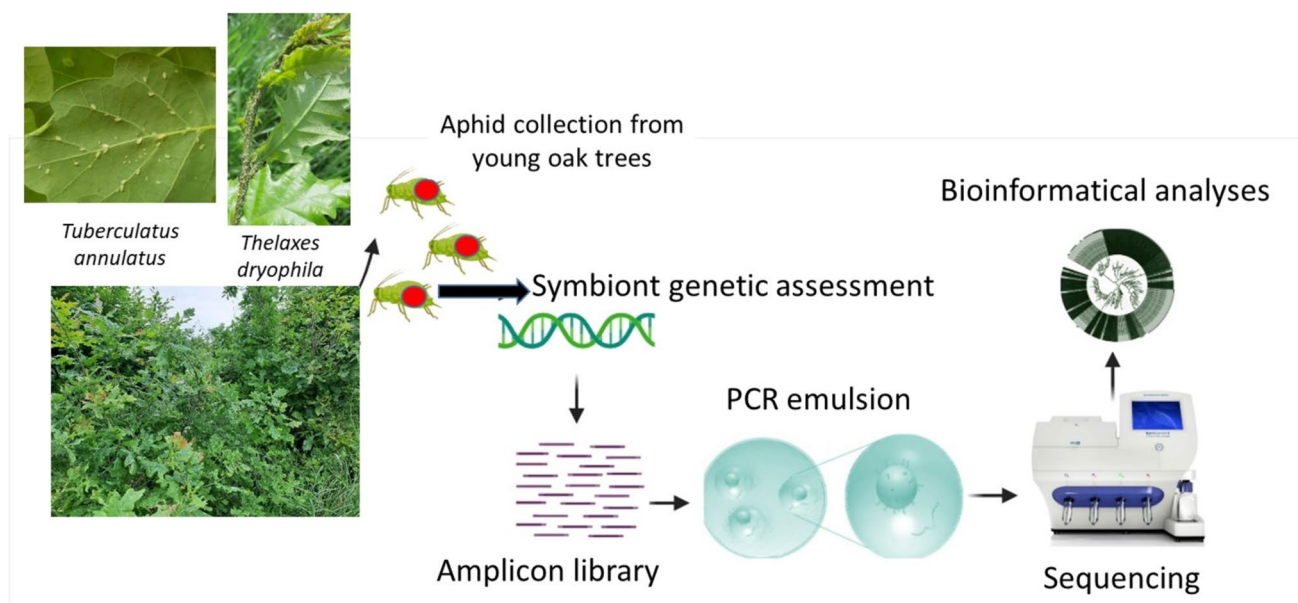 Aphid collection from
young oak trees
Tuberculatus
annulatus
Thelaxes
dryophila
Symbiont genetic assessment
Bioinformatical analyses
PCR emulsion
Amplicon library
Sequencing